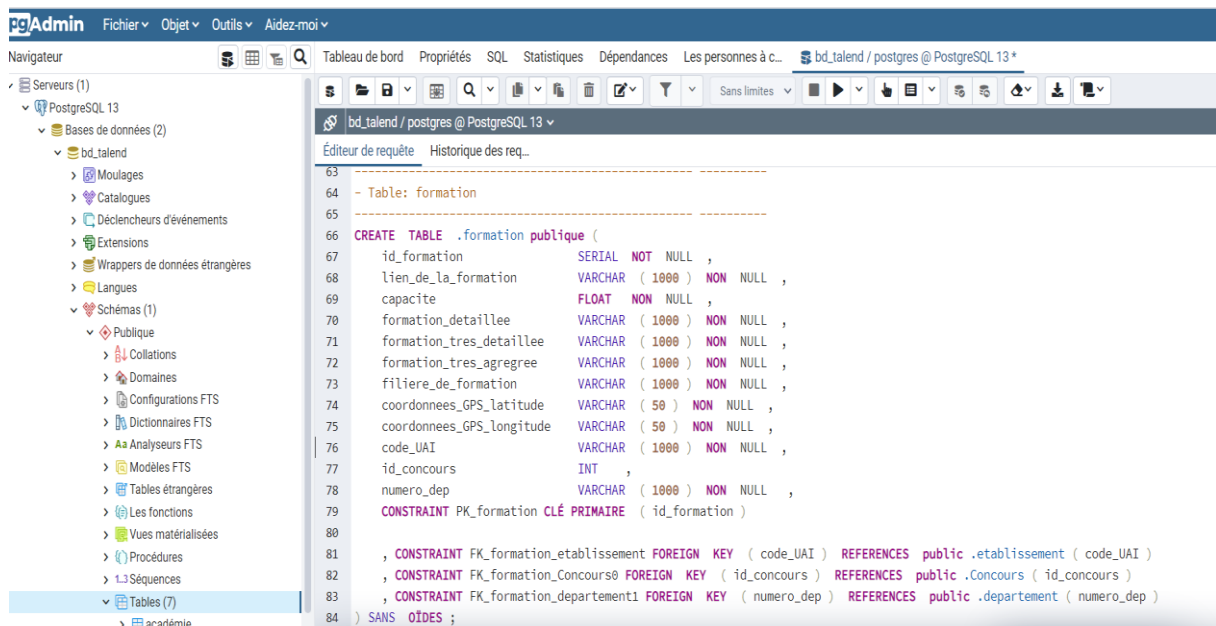 pgAdmin Fichier Objet Outils Aidez-moi
Navigateur
Tableau de bord Propriétés SQL Statistiques Dépendances Les personnes à c... bd_talend / postgres @ PostgreSQL 13 *
Serveurs (1)
PostgreSQL 13
Bases de données (2)
bd_talend
Moulages
Catalogues
Déclencheurs d'événements
Extensions
Wrappers de données étrangères
Langues
Schémas (1)
Publique
Collations
Domaines
Configurations FTS
Dictionnaires FTS
Aa Analyseurs FTS
Modèles FTS
Tables étrangères
Les fonctions
Vues matérialisées
Procédures
1..3 Séquences
Tables (7)
académie
Sans limites
bd_talend / postgres @ PostgreSQL 13
Éditeur de requête Historique des req...
63 ------------------------------------------------ ----------
64 - Table: formation
65 ------------------------------------------------ ----------
66 CREATE TABLE .formation publique (
67 id_formation SERIAL NOT NULL ,
68 lien_de_la_formation VARCHAR ( 1000 ) NON NULL ,
69 capacite FLOAT NON NULL ,
70 formation_detaillee VARCHAR ( 1000 ) NON NULL ,
71 formation_tres_detaillee VARCHAR ( 1000 ) NON NULL ,
72 formation_tres_agregree VARCHAR ( 1000 ) NON NULL ,
73 filiere_de_formation VARCHAR ( 1000 ) NON NULL ,
74 coordonnees_GPS_latitude VARCHAR ( 50 ) NON NULL ,
75 coordonnees_GPS_longitude VARCHAR ( 50 ) NON NULL ,
76 code_UAI VARCHAR ( 1000 ) NON NULL ,
77 id_concours INT ,
78 numero_dep VARCHAR ( 1000 ) NON NULL ,
79 CONSTRAINT PK_formation CLÉ PRIMAIRE ( id_formation )
80
81 , CONSTRAINT FK_formation_etablissement FOREIGN KEY ( code_UAI ) REFERENCES public .etablissement ( code_UAI )
82 , CONSTRAINT FK_formation_Concours0 FOREIGN KEY ( id_concours ) REFERENCES public .Concours ( id_concours )
83 , CONSTRAINT FK_formation_departement1 FOREIGN KEY ( numero_dep ) REFERENCES public .departement ( numero_dep )
84 ) SANS OÏDES ;